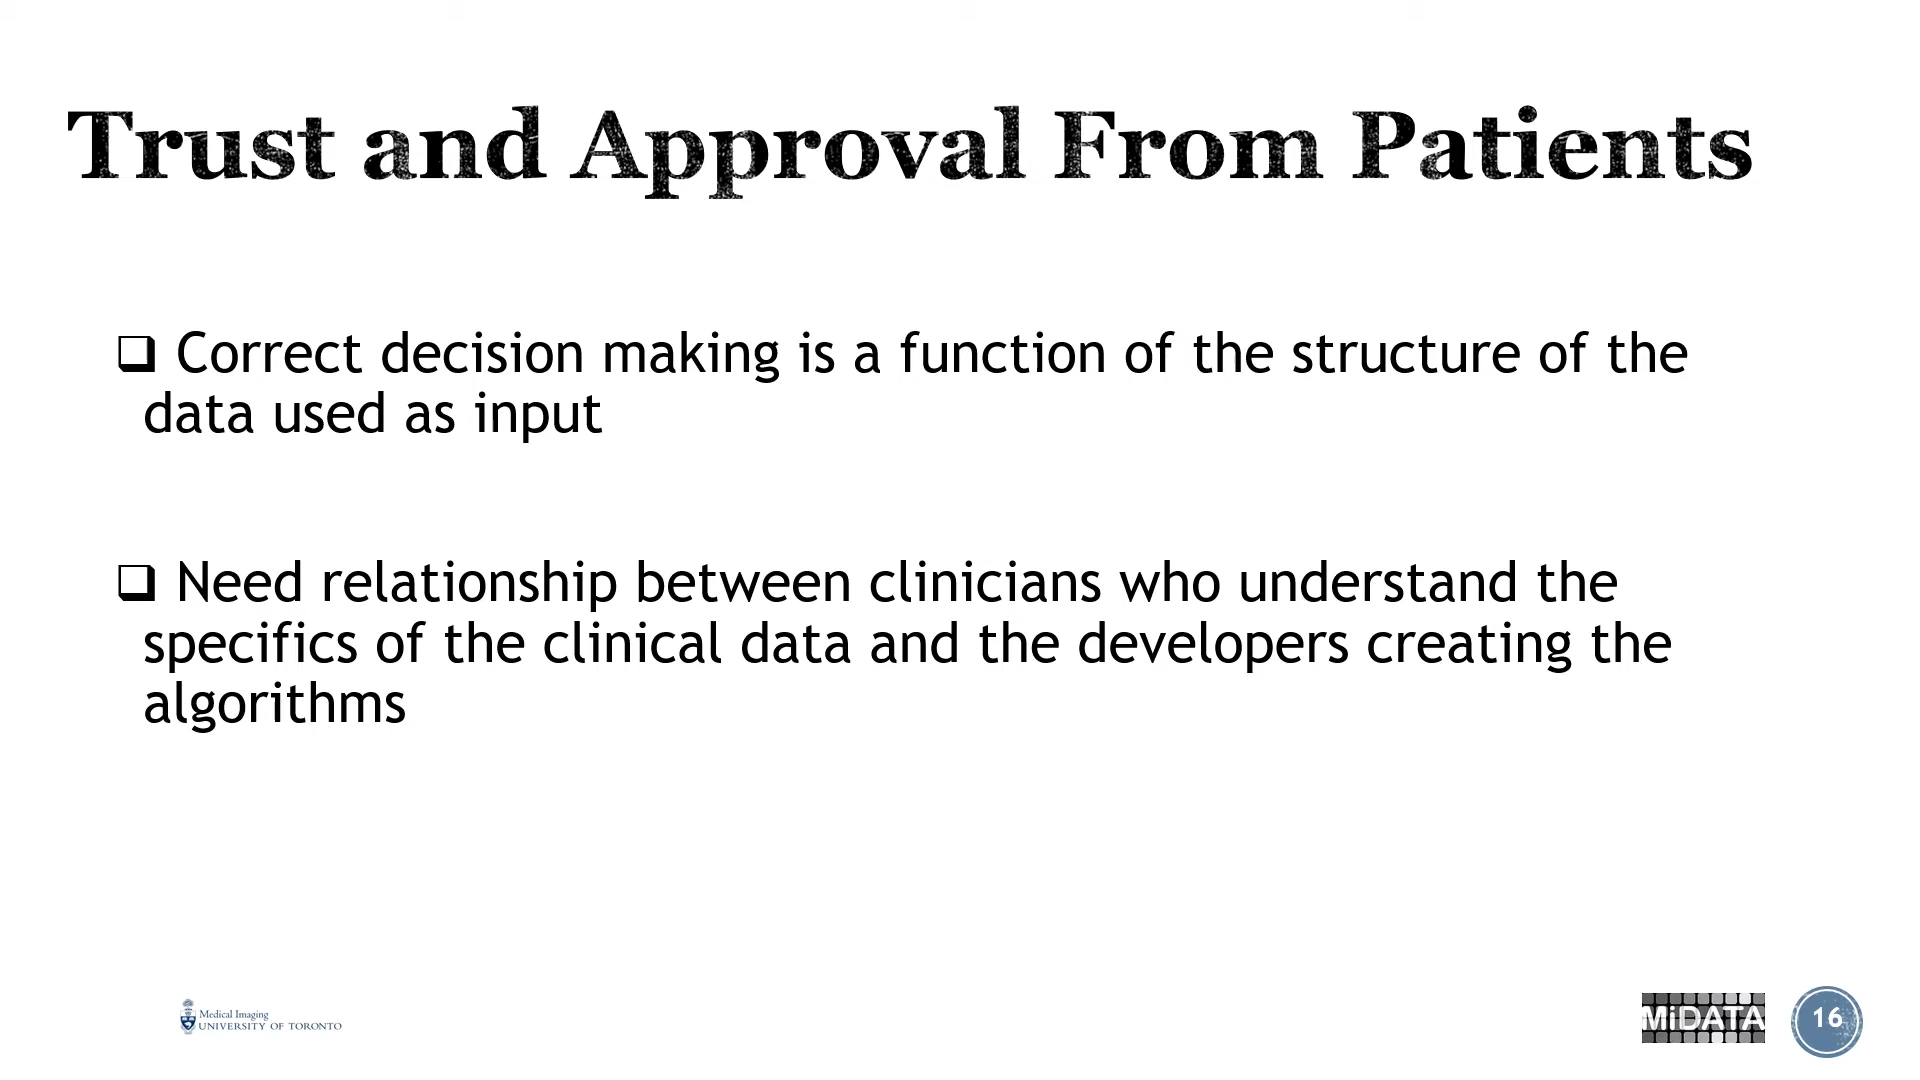 Trust and Approval From Patients
❑ Correct decision making is a function of the structure of the
data used as input
❑ Need relationship between clinicians who understand the
specifics of the clinical data and the developers creating the
algorithms
Medical Imaging
UNIVERSITY OF TORONTO
MiDATA
16